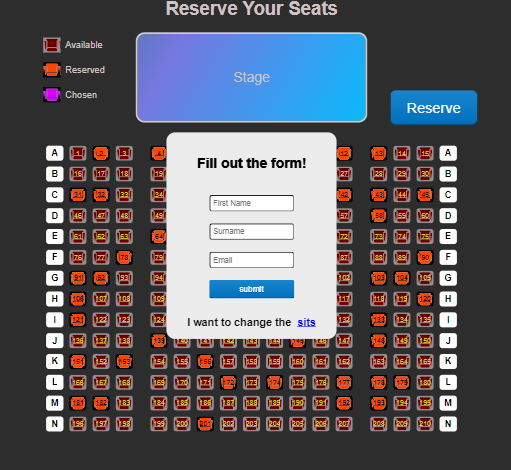 Reserve Your Seats
Available
Reserved
Chosen
Stage
Reserve
Fill out the form!
First Name
Surname
Email
submit
I want to change the sits
A 1 2 3 4 12 13 14 15 A
B 16 17 18 19 27 28 29 30 B
C 31 32 33 34 42 43 44 45 C
D 46 47 48 49 57 58 59 60 D
E 61 62 63 64 72 73 74 75 E
F 76 77 78 79 87 88 89 90 F
G 91 92 93 94 102 103 104 105 G
H 106 107 108 109 117 118 119 120 H
I 121 122 123 124 132 133 134 135 I
J 136 137 138 139 140 141 142 143 144 145 146 147 148 149 150 J
K 151 152 153 154 155 156 157 158 159 160 161 162 163 164 165 K
L 166 167 168 169 170 171 172 173 174 175 176 177 178 179 180 L
M 181 182 183 184 185 186 187 188 189 190 191 192 193 194 195 M
N 196 197 198 199 200 201 202 203 204 205 206 207 208 209 210 N